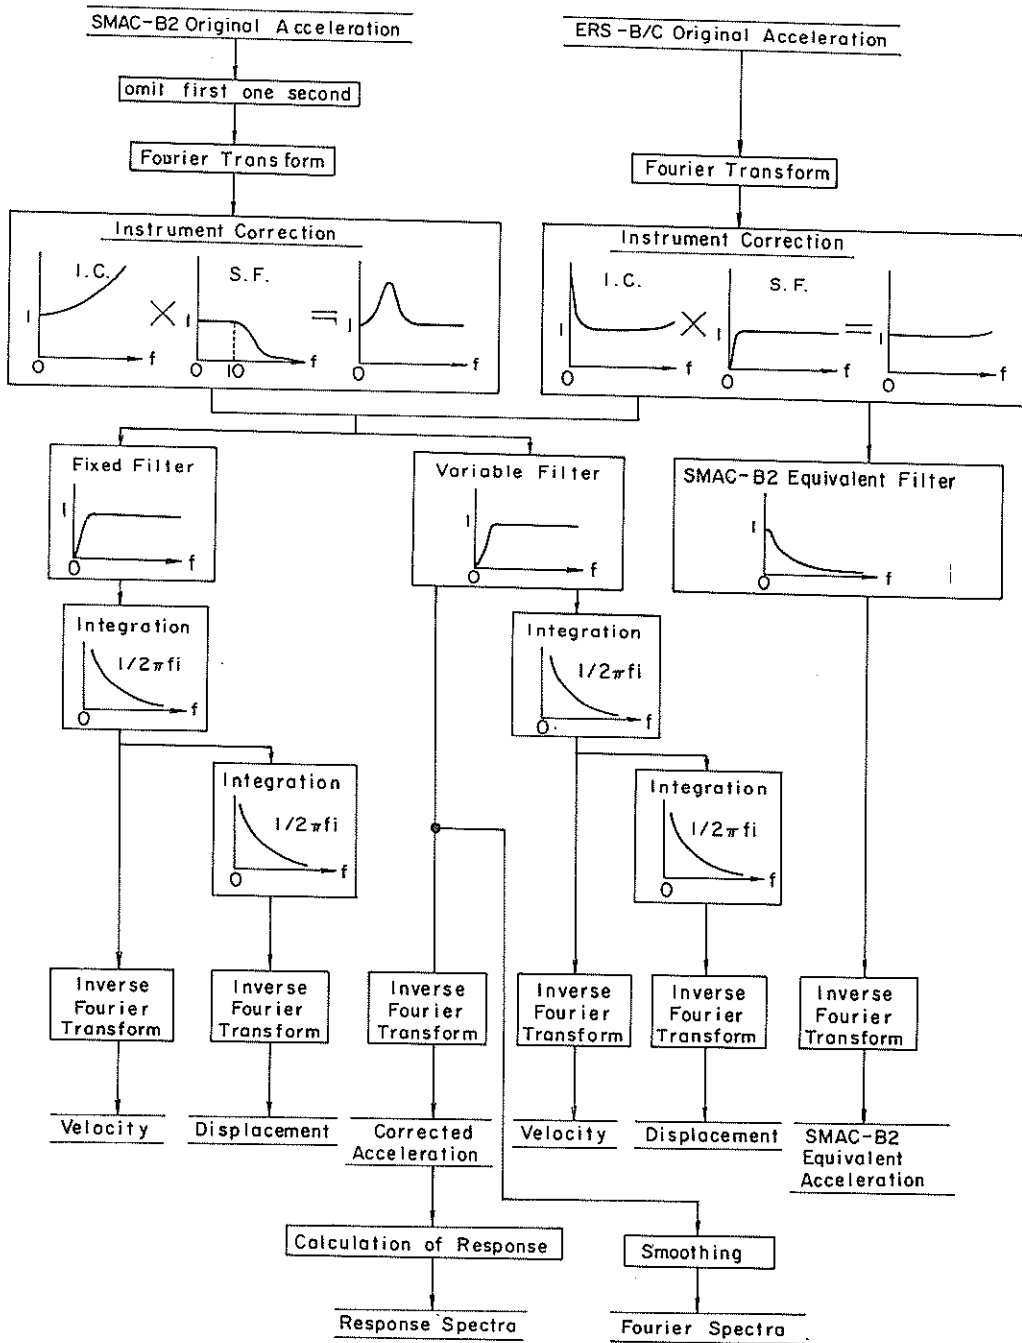 SMAC-B2 Original Acceleration
ERS-B/C Original Acceleration
omit first one second
Fourier Transform
Fourier Transform
Instrument Correction
I.C.
S.F.
1
×
1
=
1
0
f
0
10
f
0
f
Instrument Correction
I.C.
S.F.
1
×
1
=
1
0
f
0
f
0
f
Fixed Filter
1
0
f
Variable Filter
1
0
f
SMAC-B2 Equivalent Filter
1
0
f
Integration
1/2πfi
0
f
Integration
1/2πfi
0
f
Integration
1/2πfi
0
f
Integration
1/2πfi
0
f
Inverse
Fourier
Transform
Inverse
Fourier
Transform
Inverse
Fourier
Transform
Inverse
Fourier
Transform
Inverse
Fourier
Transform
Inverse
Fourier
Transform
Velocity
Displacement
Corrected
Acceleration
Velocity
Displacement
SMAC-B2
Equivalent
Acceleration
Calculation of Response
Smoothing
Response Spectra
Fourier Spectra